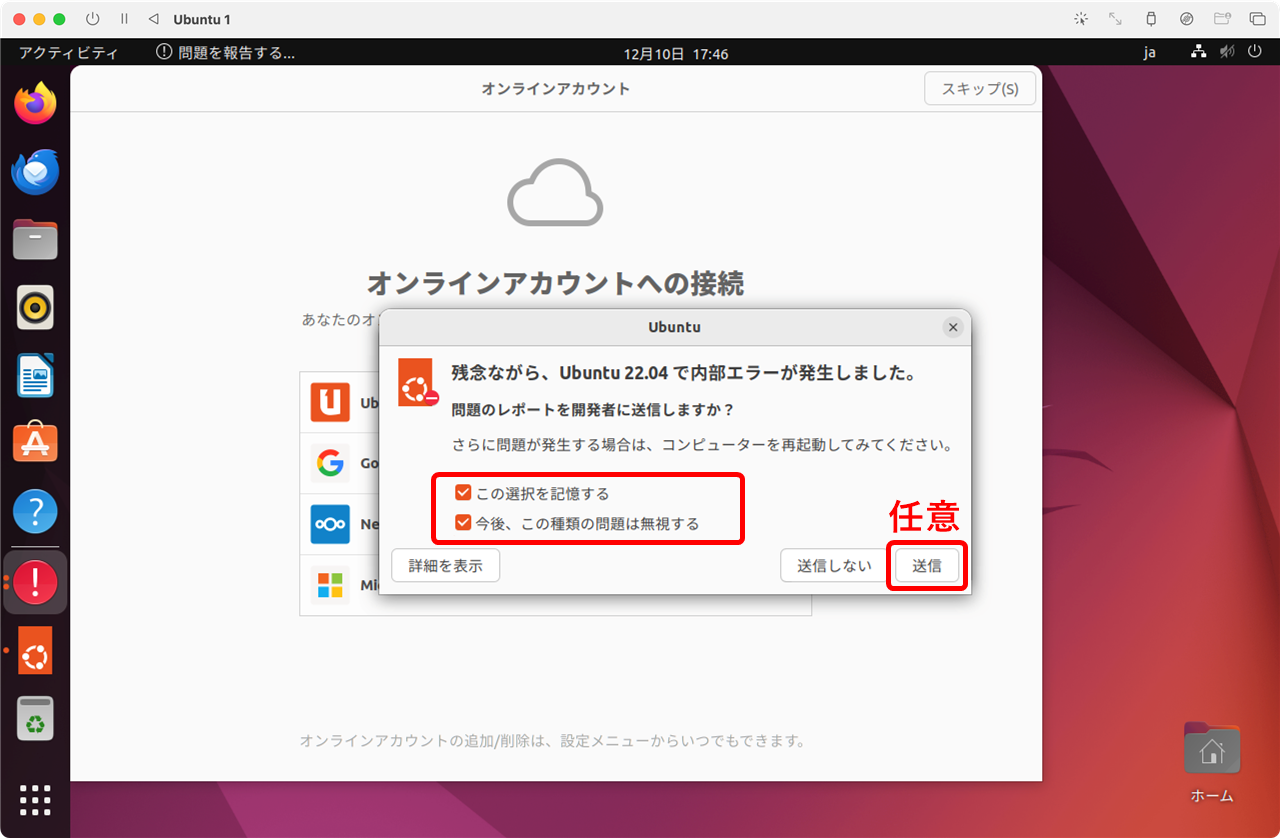 Ubuntu 1
アクティビティ
問題を報告する...
12月10日 17:46
ja
オンラインアカウント
スキップ(S)
オンラインアカウントへの接続
あなたのオ
Ubuntu
残念ながら、Ubuntu 22.04 で内部エラーが発生しました。
問題のレポートを開発者に送信しますか？
さらに問題が発生する場合は、コンピューターを再起動してみてください。
Ub
Go
Ne
Mi
この選択を記憶する
今後、この種類の問題は無視する
任意
詳細を表示
送信しない
送信
オンラインアカウントの追加/削除は、設定メニューからいつでもできます。
ホーム